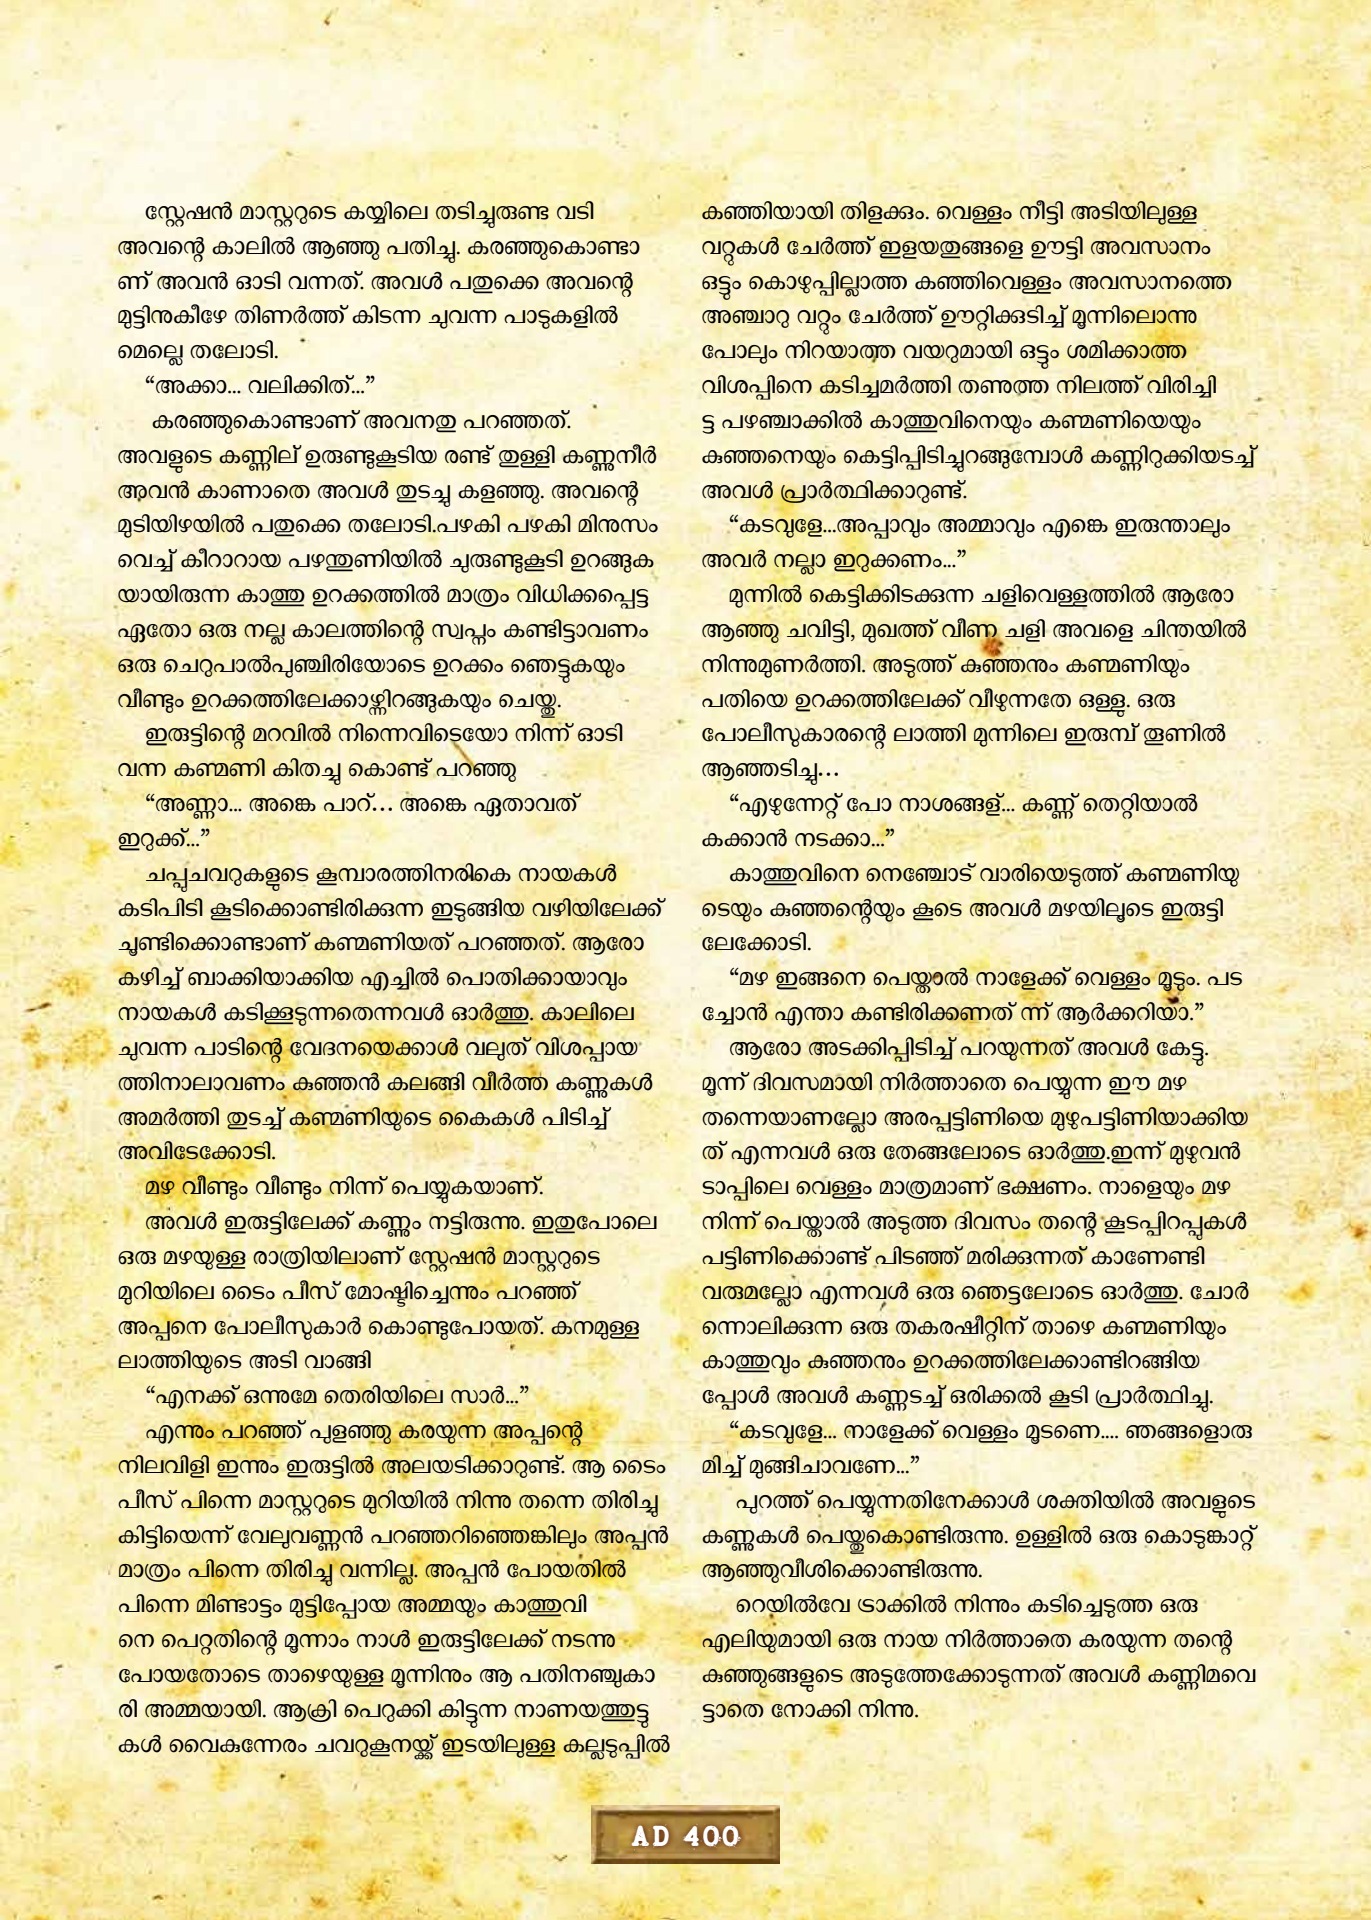 സ്റ്റേഷൻ മാസ്റ്ററുടെ കയ്യിലെ തടിച്ചുരുണ്ട വടി
അവന്റെ കാലിൽ ആഞ്ഞു പതിച്ചു. കരഞ്ഞുകൊണ്ടാ
ണ് അവൻ ഓടി വന്നത്. അവൾ പതുക്കെ അവന്റെ
മുട്ടിനുകീഴേ തിണർത്ത് കിടന്ന ചുവന്ന പാടുകളിൽ
മെല്ലെ തലോടി.
“അക്കാ... വലിക്കിത്...”
കരഞ്ഞുകൊണ്ടാണ് അവനതു പറഞ്ഞത്.
അവളുടെ കണ്ണില് ഉരുണ്ടുകൂടിയ രണ്ട് തുള്ളി കണ്ണുനീർ
അവൻ കാണാതെ അവൾ തുടച്ചു കളഞ്ഞു. അവന്റെ
മുടിയിഴയിൽ പതുക്കെ തലോടി.പഴകി പഴകി മിനുസം
വെച്ച് കീറാറായ പഴന്തുണിയിൽ ചുരുണ്ടുകൂടി ഉറങ്ങുക
യായിരുന്ന കാത്തു ഉറക്കത്തിൽ മാത്രം വിധിക്കപ്പെട്ട
ഏതോ ഒരു നല്ല കാലത്തിന്റെ സ്വപ്നം കണ്ടിട്ടാവണം
ഒരു ചെറുപാൽപുഞ്ചിരിയോടെ ഉറക്കം ഞെട്ടുകയും
വീണ്ടും ഉറക്കത്തിലേക്കാഴ്ന്നിറങ്ങുകയും ചെയ്തു.
ഇരുട്ടിന്റെ മറവിൽ നിന്നെവിടെയോ നിന്ന് ഓടി
വന്ന കണ്മണി കിതച്ചു കൊണ്ട് പറഞ്ഞു
“അണ്ണാ... അങ്കെ പാറ്... അങ്കെ ഏതാവത്
ഇറുക്ക്...”
ചപ്പുചവറുകളുടെ കൂമ്പാരത്തിനരികെ നായകൾ
കടിപിടി കൂടിക്കൊണ്ടിരിക്കുന്ന ഇടുങ്ങിയ വഴിയിലേക്ക്
ചൂണ്ടിക്കൊണ്ടാണ് കണ്മണിയത് പറഞ്ഞത്. ആരോ
കഴിച്ച് ബാക്കിയാക്കിയ എച്ചിൽ പൊതിക്കായാവും
നായകൾ കടിക്കൂടുന്നതെന്നവൾ ഓർത്തു. കാലിലെ
ചുവന്ന പാടിന്റെ വേദനയെക്കാൾ വലുത് വിശപ്പായ
ത്തിനാലാവണം കുഞ്ഞൻ കലങ്ങി വീർത്ത കണ്ണുകൾ
അമർത്തി തുടച്ച് കണ്മണിയുടെ കൈകൾ പിടിച്ച്
അവിടേക്കോടി.
മഴ വീണ്ടും വീണ്ടും നിന്ന് പെയ്യുകയാണ്.
അവൾ ഇരുട്ടിലേക്ക് കണ്ണും നട്ടിരുന്നു. ഇതുപോലെ
ഒരു മഴയുള്ള രാത്രിയിലാണ് സ്റ്റേഷൻ മാസ്റ്ററുടെ
മുറിയിലെ ടൈം പീസ് മോഷ്ടിച്ചെന്നും പറഞ്ഞ്
അപ്പനെ പോലീസുകാർ കൊണ്ടുപോയത്. കനമുള്ള
ലാത്തിയുടെ അടി വാങ്ങി
“എനക്ക് ഒന്നുമേ തെരിയിലെ സാർ...”
എന്നും പറഞ്ഞ് പുളഞ്ഞു കരയുന്ന അപ്പന്റെ
നിലവിളി ഇന്നും ഇരുട്ടിൽ അലയടിക്കാറുണ്ട്. ആ ടൈം
പീസ് പിന്നെ മാസ്റ്ററുടെ മുറിയിൽ നിന്നു തന്നെ തിരിച്ചു
കിട്ടിയെന്ന് വേലുവണ്ണൻ പറഞ്ഞറിഞ്ഞെങ്കിലും അപ്പൻ
മാത്രം പിന്നെ തിരിച്ചു വന്നില്ല. അപ്പൻ പോയതിൽ
പിന്നെ മിണ്ടാട്ടം മുട്ടിപ്പോയ അമ്മയും കാത്തുവി
നെ പെറ്റതിന്റെ മൂന്നാം നാൾ ഇരുട്ടിലേക്ക് നടന്നു
പോയതോടെ താഴെയുള്ള മൂന്നിനും ആ പതിനഞ്ചുകാ
രി അമ്മയായി. ആക്രി പെറുക്കി കിട്ടുന്ന നാണയത്തുട്ടു
കൾ വൈകുന്നേരം ചവറുകൂനയ്ക്ക് ഇടയിലുള്ള കല്ലടുപ്പിൽ
കഞ്ഞിയായി തിളക്കും. വെള്ളം നീട്ടി അടിയിലുള്ള
വറ്റുകൾ ചേർത്ത് ഇളയതുങ്ങളെ ഊട്ടി അവസാനം
ഒട്ടും കൊഴുപ്പില്ലാത്ത കഞ്ഞിവെള്ളം അവസാനത്തെ
അഞ്ചാറു വറ്റും ചേർത്ത് ഊറ്റിക്കുടിച്ച് മൂന്നിലൊന്നു
പോലും നിറയാത്ത വയറുമായി ഒട്ടും ശമിക്കാത്ത
വിശപ്പിനെ കടിച്ചമർത്തി തണുത്ത നിലത്ത് വിരിച്ചി
ട്ട പഴഞ്ചാക്കിൽ കാത്തുവിനെയും കണ്മണിയെയും
കുഞ്ഞനെയും കെട്ടിപ്പിടിച്ചുറങ്ങുമ്പോൾ കണ്ണിറുക്കിയടച്ച്
അവൾ പ്രാർത്ഥിക്കാറുണ്ട്.
“കടവുളേ...അപ്പാവും അമ്മാവും എങ്കെ ഇരുന്താലും
അവർ നല്ലാ ഇറുക്കണം...”
മുന്നിൽ കെട്ടിക്കിടക്കുന്ന ചളിവെള്ളത്തിൽ ആരോ
ആഞ്ഞു ചവിട്ടി, മുഖത്ത് വീണ ചളി അവളെ ചിന്തയിൽ
നിന്നുമുണർത്തി. അടുത്ത് കുഞ്ഞനും കണ്മണിയും
പതിയെ ഉറക്കത്തിലേക്ക് വീഴുന്നതേ ഒള്ളു. ഒരു
പോലീസുകാരന്റെ ലാത്തി മുന്നിലെ ഇരുമ്പ് തൂണിൽ
ആഞ്ഞടിച്ചു...
“എഴുന്നേറ്റ് പോ നാശങ്ങള്... കണ്ണ് തെറ്റിയാൽ
കക്കാൻ നടക്കാ...”
കാത്തുവിനെ നെഞ്ചോട് വാരിയെടുത്ത് കണ്മണിയു
ടെയും കുഞ്ഞന്റെയും കൂടെ അവൾ മഴയിലൂടെ ഇരുട്ടി
ലേക്കോടി.
“മഴ ഇങ്ങനെ പെയ്താൽ നാളേക്ക് വെള്ളം മൂടും. പട
ച്ചോൻ എന്താ കണ്ടിരിക്കണത് ന്ന് ആർക്കറിയാ.”
ആരോ അടക്കിപ്പിടിച്ച് പറയുന്നത് അവൾ കേട്ടു.
മൂന്ന് ദിവസമായി നിർത്താതെ പെയ്യുന്ന ഈ മഴ
തന്നെയാണല്ലോ അരപ്പട്ടിണിയെ മുഴുപട്ടിണിയാക്കിയ
ത് എന്നവൾ ഒരു തേങ്ങലോടെ ഓർത്തു.ഇന്ന് മുഴുവൻ
ടാപ്പിലെ വെള്ളം മാത്രമാണ് ഭക്ഷണം. നാളെയും മഴ
നിന്ന് പെയ്താൽ അടുത്ത ദിവസം തന്റെ കൂടപ്പിറപ്പുകൾ
പട്ടിണിക്കൊണ്ട് പിടഞ്ഞ് മരിക്കുന്നത് കാണേണ്ടി
വരുമല്ലോ എന്നവൾ ഒരു ഞെട്ടലോടെ ഓർത്തു. ചോർ
ന്നൊലിക്കുന്ന ഒരു തകരഷീറ്റിന് താഴെ കണ്മണിയും
കാത്തുവും കുഞ്ഞനും ഉറക്കത്തിലേക്കാണ്ടിറങ്ങിയ
പ്പോൾ അവൾ കണ്ണടച്ച് ഒരിക്കൽ കൂടി പ്രാർത്ഥിച്ചു.
“കടവുളേ... നാളേക്ക് വെള്ളം മൂടണെ.... ഞങ്ങളൊരു
മിച്ച് മുങ്ങിചാവണേ...”
പുറത്ത് പെയ്യുന്നതിനേക്കാൾ ശക്തിയിൽ അവളുടെ
കണ്ണുകൾ പെയ്തുകൊണ്ടിരുന്നു. ഉള്ളിൽ ഒരു കൊടുങ്കാറ്റ്
ആഞ്ഞുവീശിക്കൊണ്ടിരുന്നു.
റെയിൽവേ ട്രാക്കിൽ നിന്നും കടിച്ചെടുത്ത ഒരു
എലിയുമായി ഒരു നായ നിർത്താതെ കരയുന്ന തന്റെ
കുഞ്ഞുങ്ങളുടെ അടുത്തേക്കോടുന്നത് അവൾ കണ്ണിമവെ
ട്ടാതെ നോക്കി നിന്നു.
AD 400